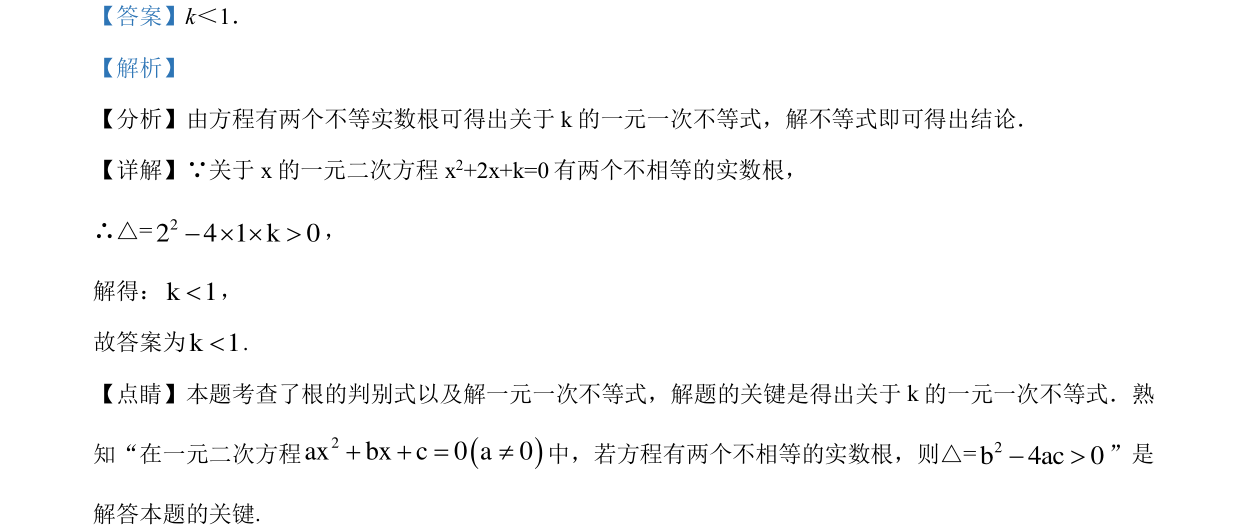 【答案】k＜1．
【解析】
【分析】由方程有两个不等实数根可得出关于 k 的一元一次不等式，解不等式即可得出结论．
【详解】∵关于 x 的一元二次方程 x²+2x+k=0 有两个不相等的实数根，
∴△=2² − 4×1×k > 0，
解得：k < 1，
故答案为 k < 1．
【点睛】本题考查了根的判别式以及解一元一次不等式，解题的关键是得出关于 k 的一元一次不等式．熟
知“在一元二次方程 ax² + bx + c = 0(a ≠ 0) 中，若方程有两个不相等的实数根，则△=b² − 4ac > 0”是
解答本题的关键.